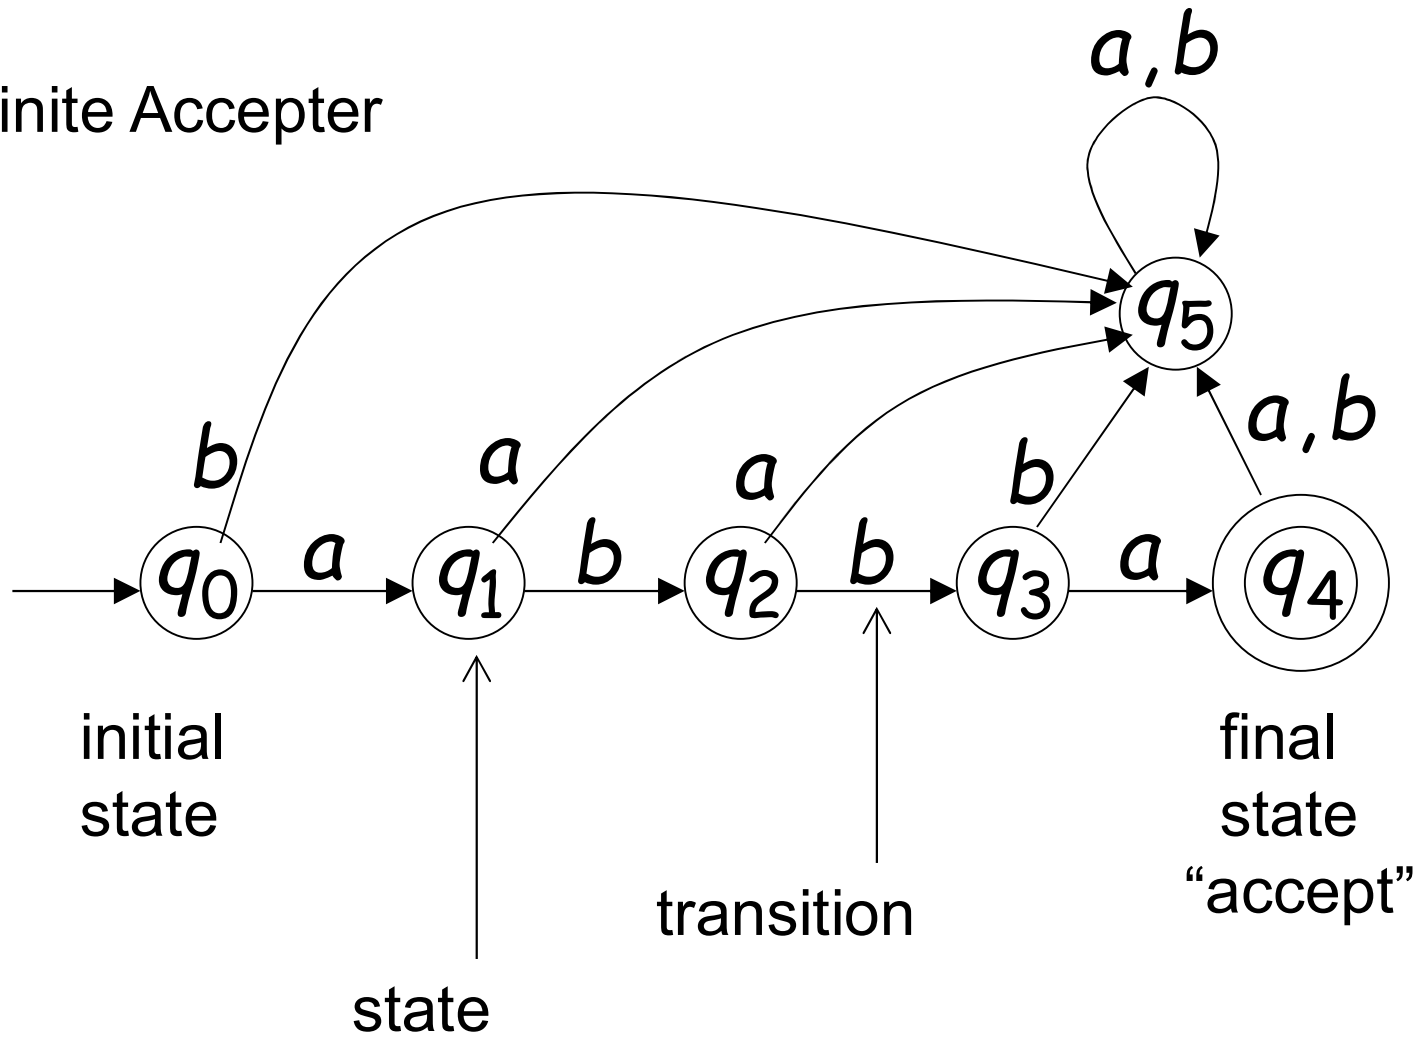 a,b
inite Accepter
q5
a,b
b
a
a
b
q0
a
q1
b
q2
b
q3
a
q4
initial
state
final
state
“accept”
transition
state